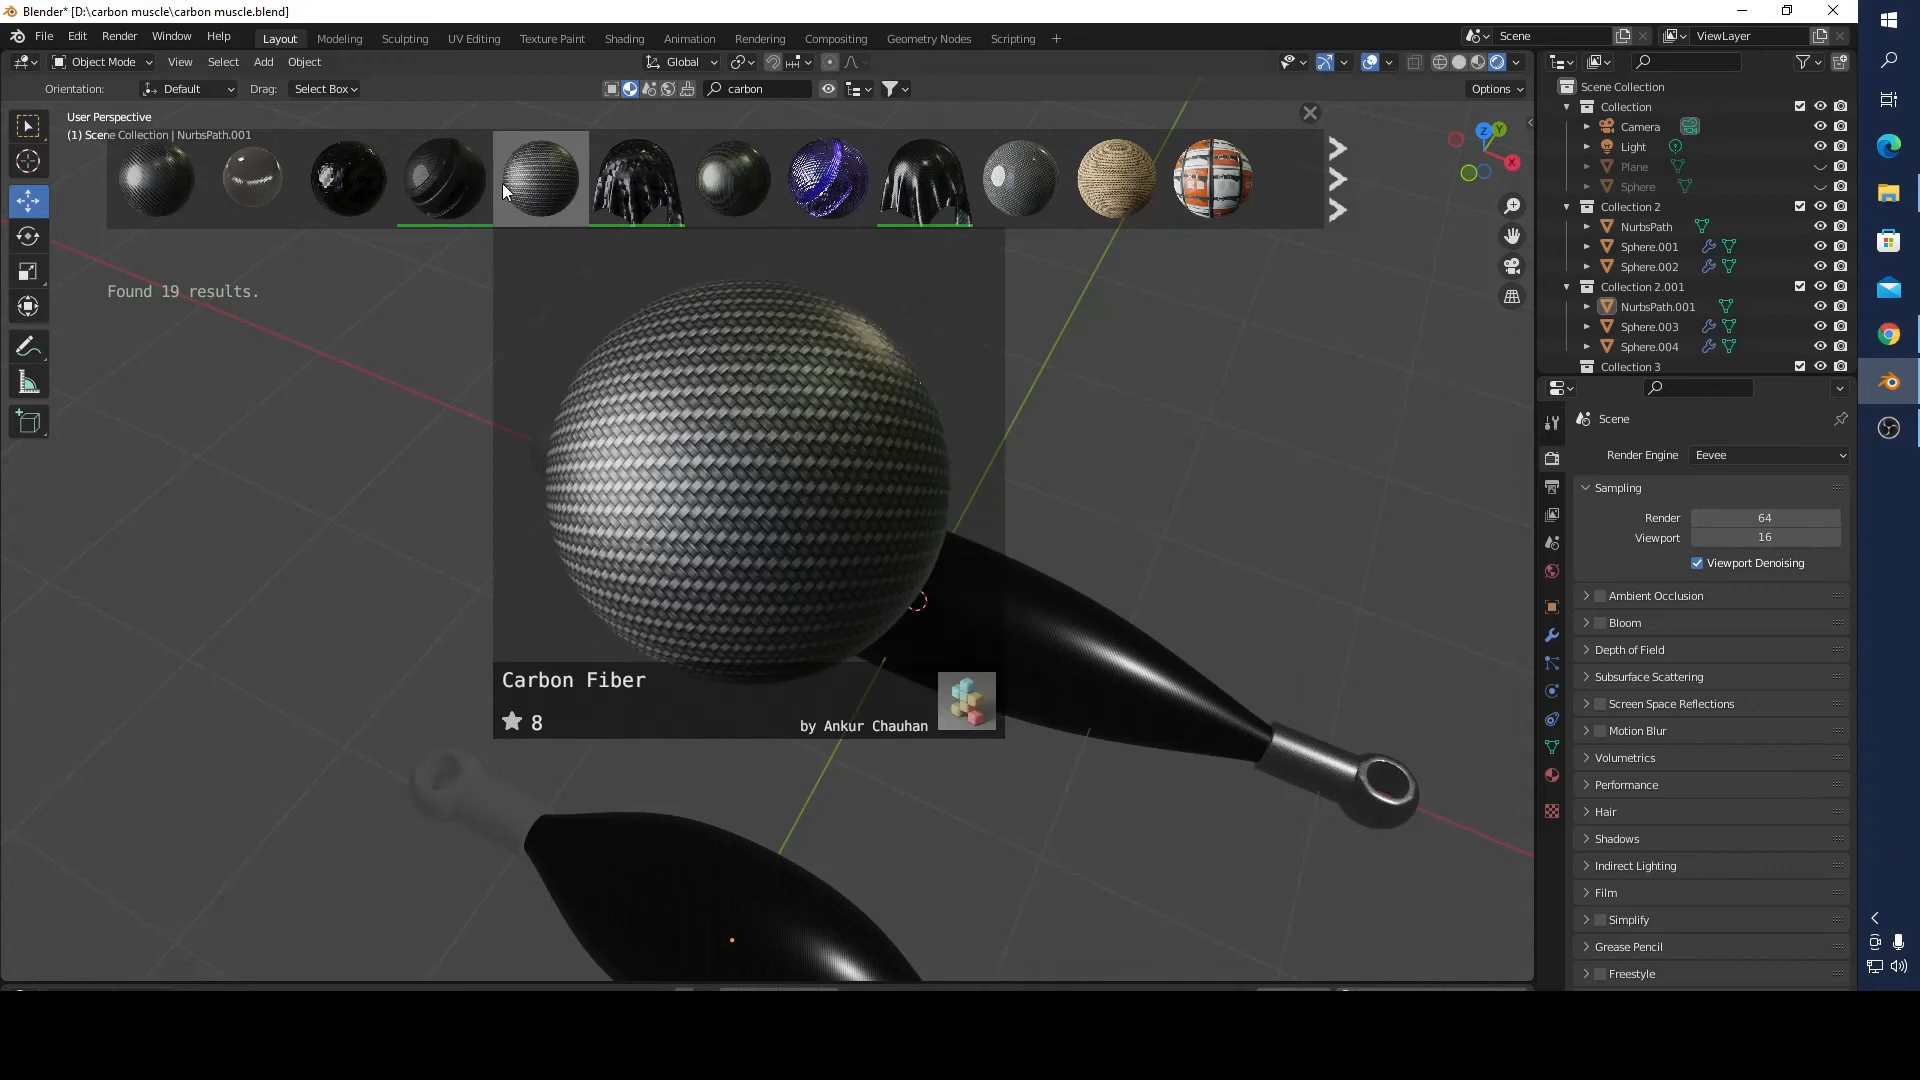 Blender* [D:\carbon muscle\carbon muscle.blend]
File Edit Render Window Help
Layout Modeling Sculpting UV Editing Texture Paint Shading Animation Rendering Compositing Geometry Nodes Scripting +
Scene ViewLayer
Object Mode View Select Add Object Global
Orientation: Default Drag: Select Box carbon Options
User Perspective
(1) Scene Collection | NurbsPath.001
Found 19 results.
Carbon Fiber
8 by Ankur Chauhan
Z Y
X
Scene Collection
Collection
Camera
Light
Plane
Sphere
Collection 2
NurbsPath
Sphere.001
Sphere.002
Collection 2.001
NurbsPath.001
Sphere.003
Sphere.004
Collection 3
Scene
Render Engine Eevee
Sampling
Render 64
Viewport 16
Viewport Denoising
Ambient Occlusion
Bloom
Depth of Field
Subsurface Scattering
Screen Space Reflections
Motion Blur
Volumetrics
Performance
Hair
Shadows
Indirect Lighting
Film
Simplify
Grease Pencil
Freestyle